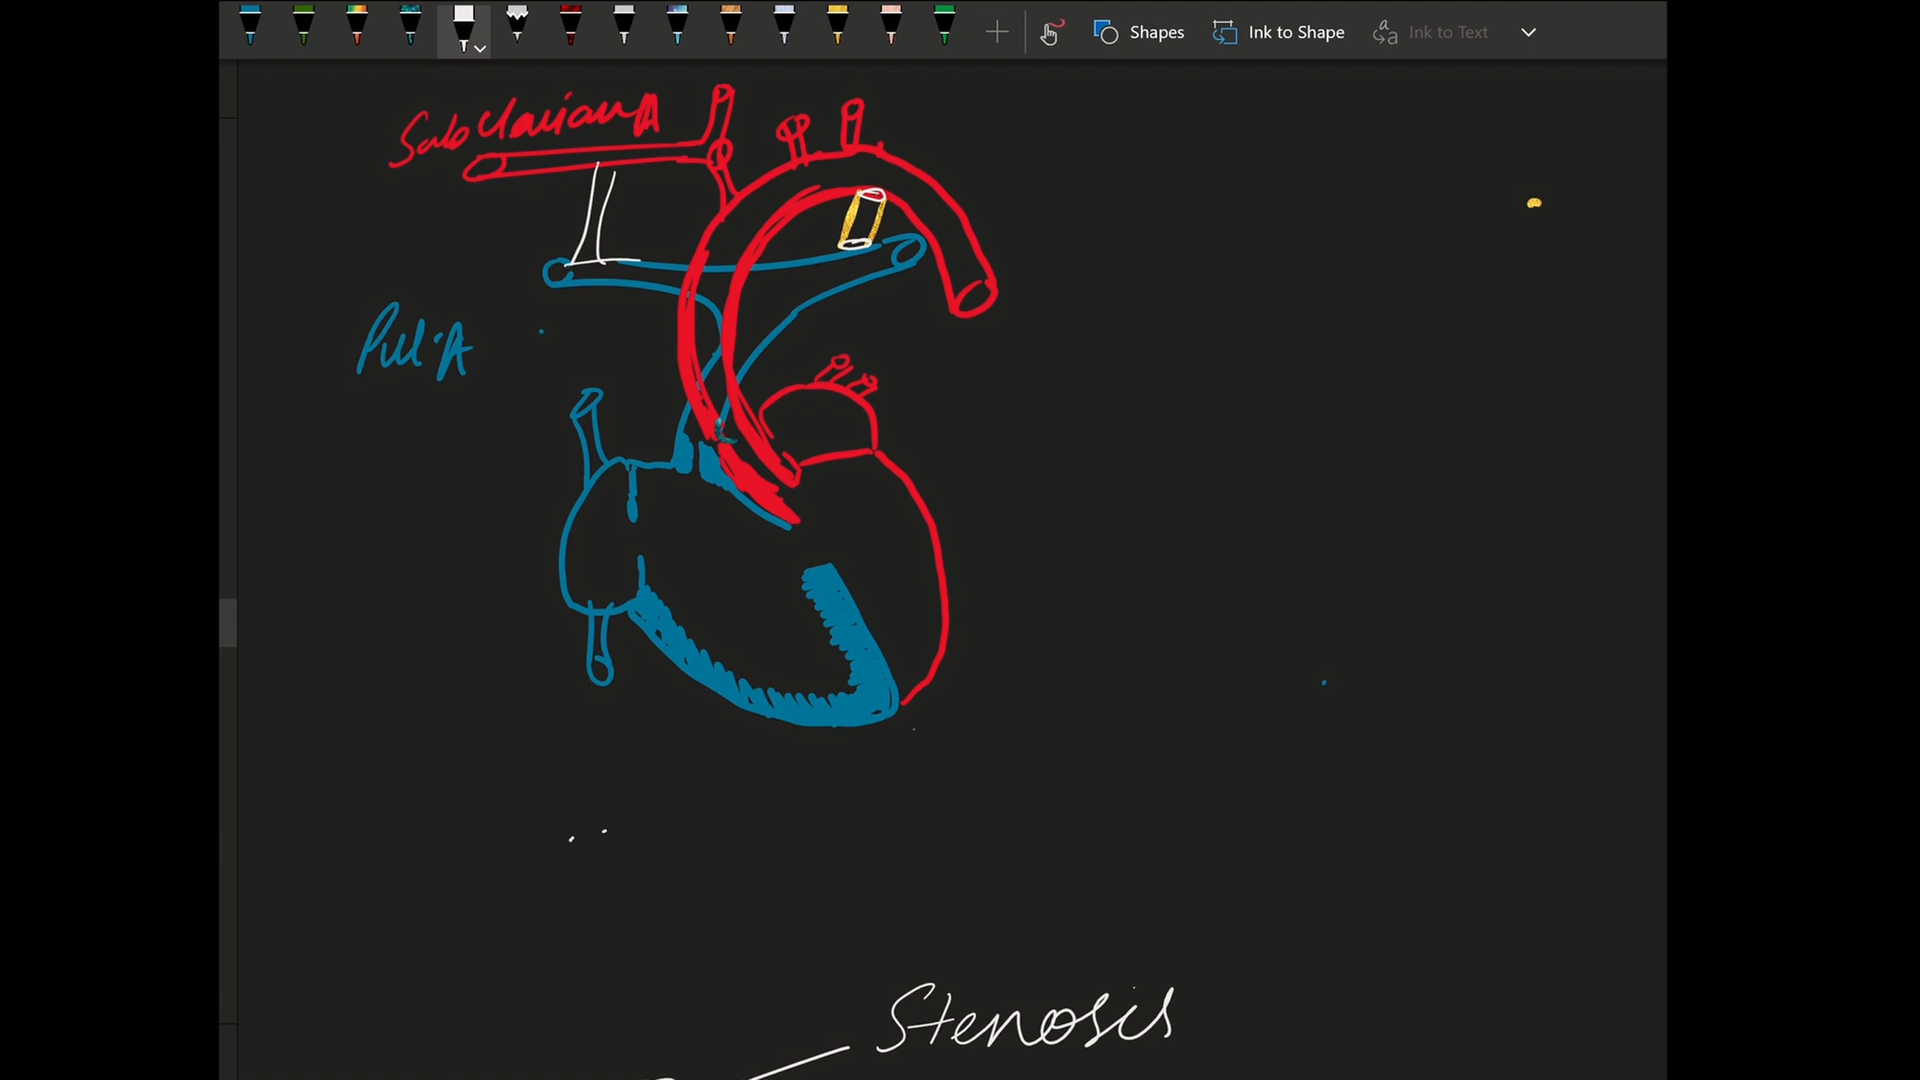 Shapes
Ink to Shape
Ink to Text
Subclavian A
Pul.A
Stenosis